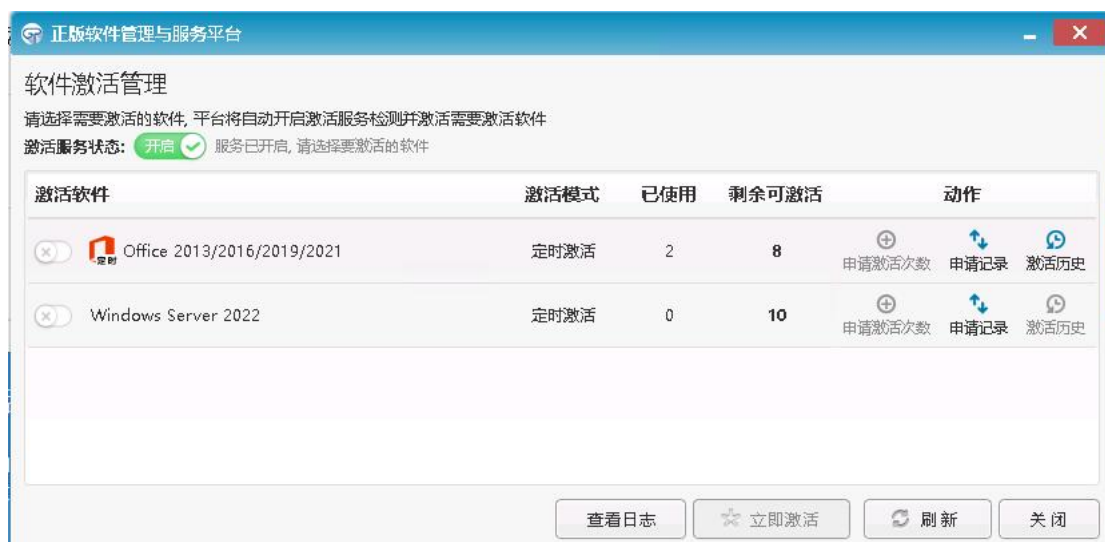 正版软件管理与服务平台
软件激活管理
请选择需要激活的软件, 平台将自动开启激活服务检测并激活需要激活软件
激活服务状态: 开启 服务已开启, 请选择要激活的软件
激活软件 激活模式 已使用 剩余可激活 动作
定时 Office 2013/2016/2019/2021 定时激活 2 8 申请激活次数 申请记录 激活历史
Windows Server 2022 定时激活 0 10 申请激活次数 申请记录 激活历史
查看日志 立即激活 刷新 关闭